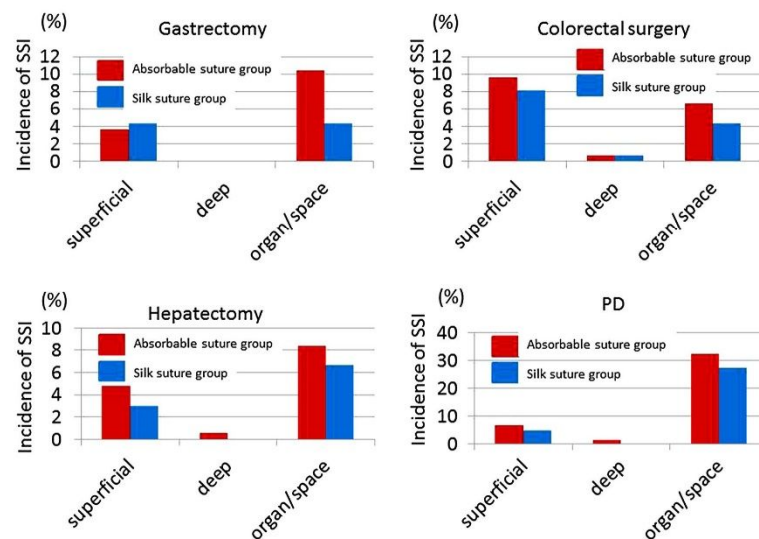 (%)
Gastrectomy
Incidence of SSI
12
10
8
6
4
2
0
Absorbable suture group
Silk suture group
superficial
deep
organ/space
(%)
Colorectal surgery
Incidence of SSI
12
10
8
6
4
2
0
Absorbable suture group
Silk suture group
superficial
deep
organ/space
(%)
Hepatectomy
Incidence of SSI
10
8
6
4
2
0
Absorbable suture group
Silk suture group
superficial
deep
organ/space
(%)
PD
Incidence of SSI
40
30
20
10
0
Absorbable suture group
Silk suture group
superficial
deep
organ/space